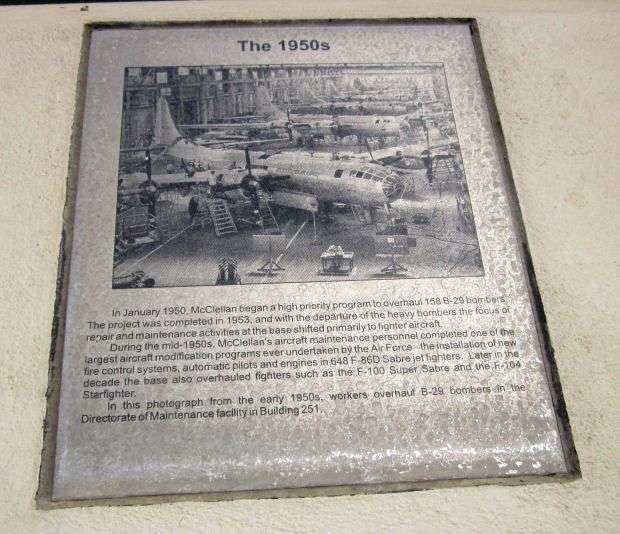 The 1950s
In January 1950, McClellan began a high priority program to overhaul 158 B-29 bombers.
The project was completed in 1953, and with the departure of the heavy bombers the focus of
repair and maintenance activities at the base shifted primarily to fighter aircraft.
During the mid-1950s, McClellan's aircraft maintenance personnel completed one of the
largest aircraft modification programs ever undertaken by the Air Force - the installation of new
fire control systems, automatic pilots and engines in 648 F-86D Sabre jet fighters. Later in the
decade the base also overhauled fighters such as the F-100 Super Sabre and the F-104
Starfighter.
In this photograph from the early 1950s, workers overhaul B-29 bombers in the
Directorate of Maintenance facility in Building 251.